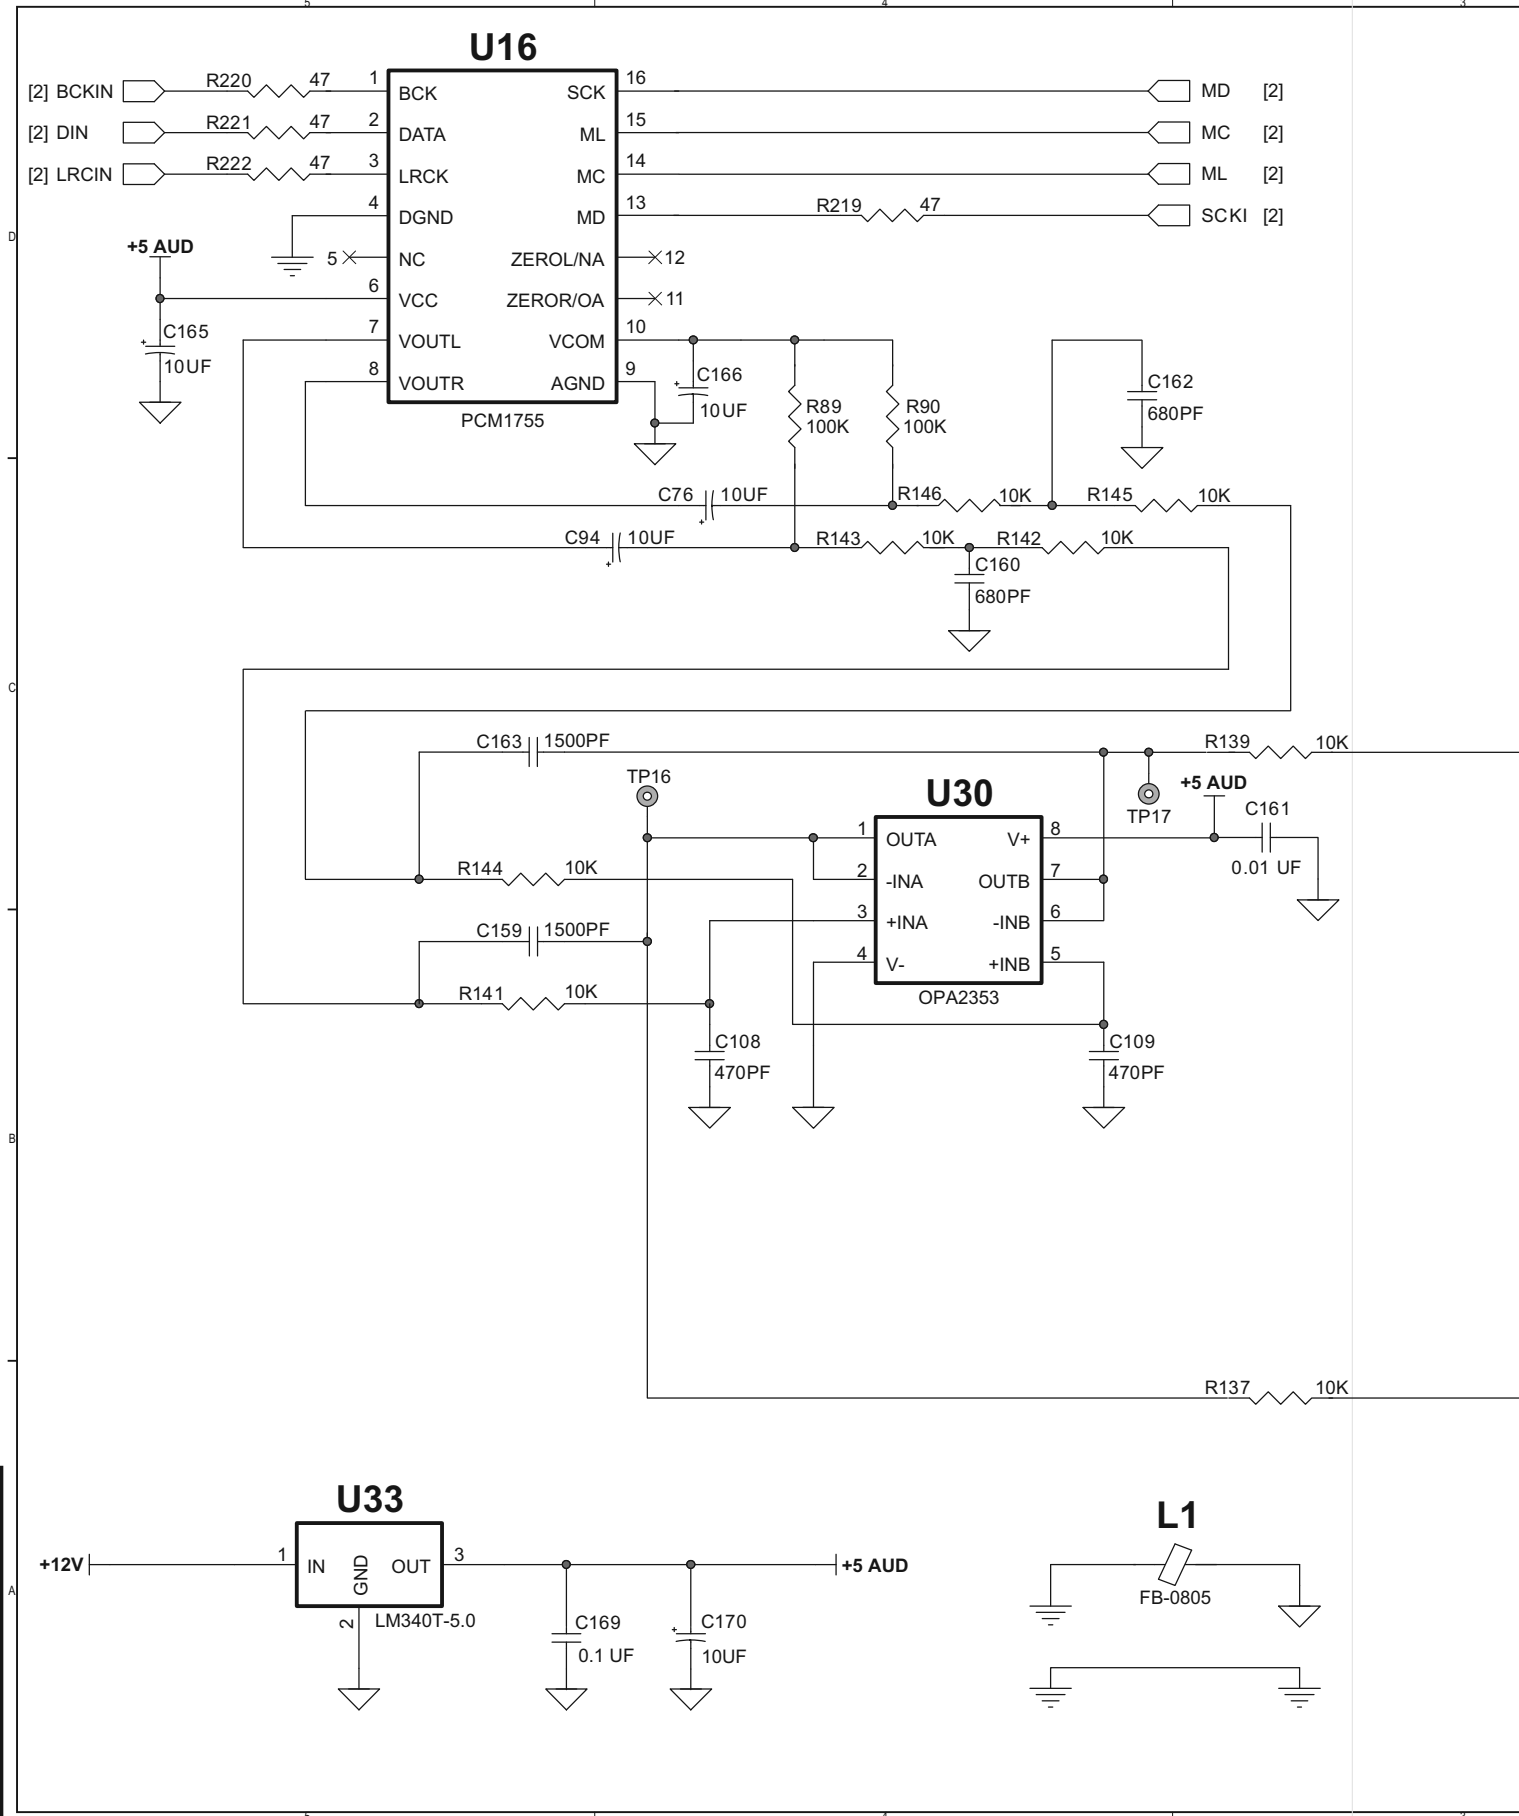 5 4 3
U16
[2] BCKIN R220 47 1 BCK SCK 16 MD [2]
[2] DIN R221 47 2 DATA ML 15 MC [2]
[2] LRCIN R222 47 3 LRCK MC 14 ML [2]
4 DGND MD 13 R219 47 SCKI [2]
D
+5 AUD
5 NC ZEROL/NA 12
6 VCC ZEROR/OA 11
C165
10UF
7 VOUTL VCOM 10
8 VOUTR AGND 9
PCM1755
C166
10UF
R89
100K
R90
100K
C162
680PF
C76 10UF R146 10K R145 10K
C94 10UF R143 10K R142 10K
C160
680PF
C
C163 1500PF R139 10K
TP16
U30
TP17
+5 AUD
C161
0.01 UF
1 OUTA V+ 8
R144 10K 2 -INA OUTB 7
C159 1500PF 3 +INA -INB 6
4 V- +INB 5
OPA2353
R141 10K
C108
470PF
C109
470PF
B
R137 10K
U33
+12V 1 IN GND OUT 3 +5 AUD
2
LM340T-5.0
C169
0.1 UF
C170
10UF
L1
FB-0805
A
5 4 3